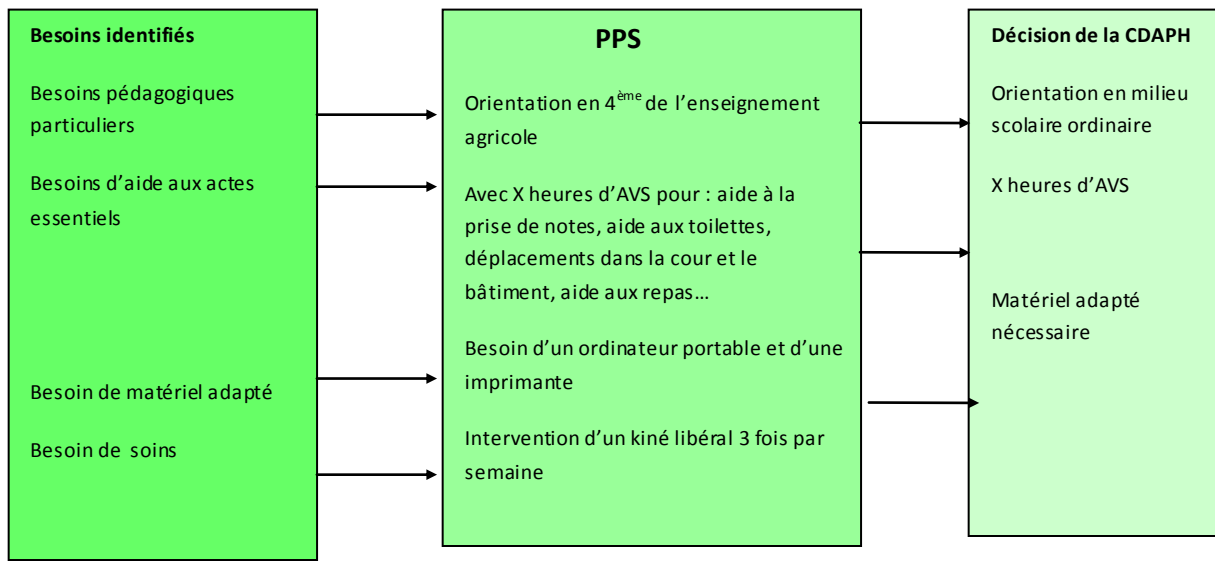 Besoins identifiés
Besoins pédagogiques
particuliers
Besoins d'aide aux actes
essentiels
Besoin de matériel adapté
Besoin de soins
PPS
Orientation en 4ème de l'enseignement
agricole
Avec X heures d'AVS pour : aide à la
prise de notes, aide aux toilettes,
déplacements dans la cour et le
bâtiment, aide aux repas…
Besoin d'un ordinateur portable et d'une
imprimante
Intervention d'un kiné libéral 3 fois par
semaine
Décision de la CDAPH
Orientation en milieu
scolaire ordinaire
X heures d'AVS
Matériel adapté
nécessaire